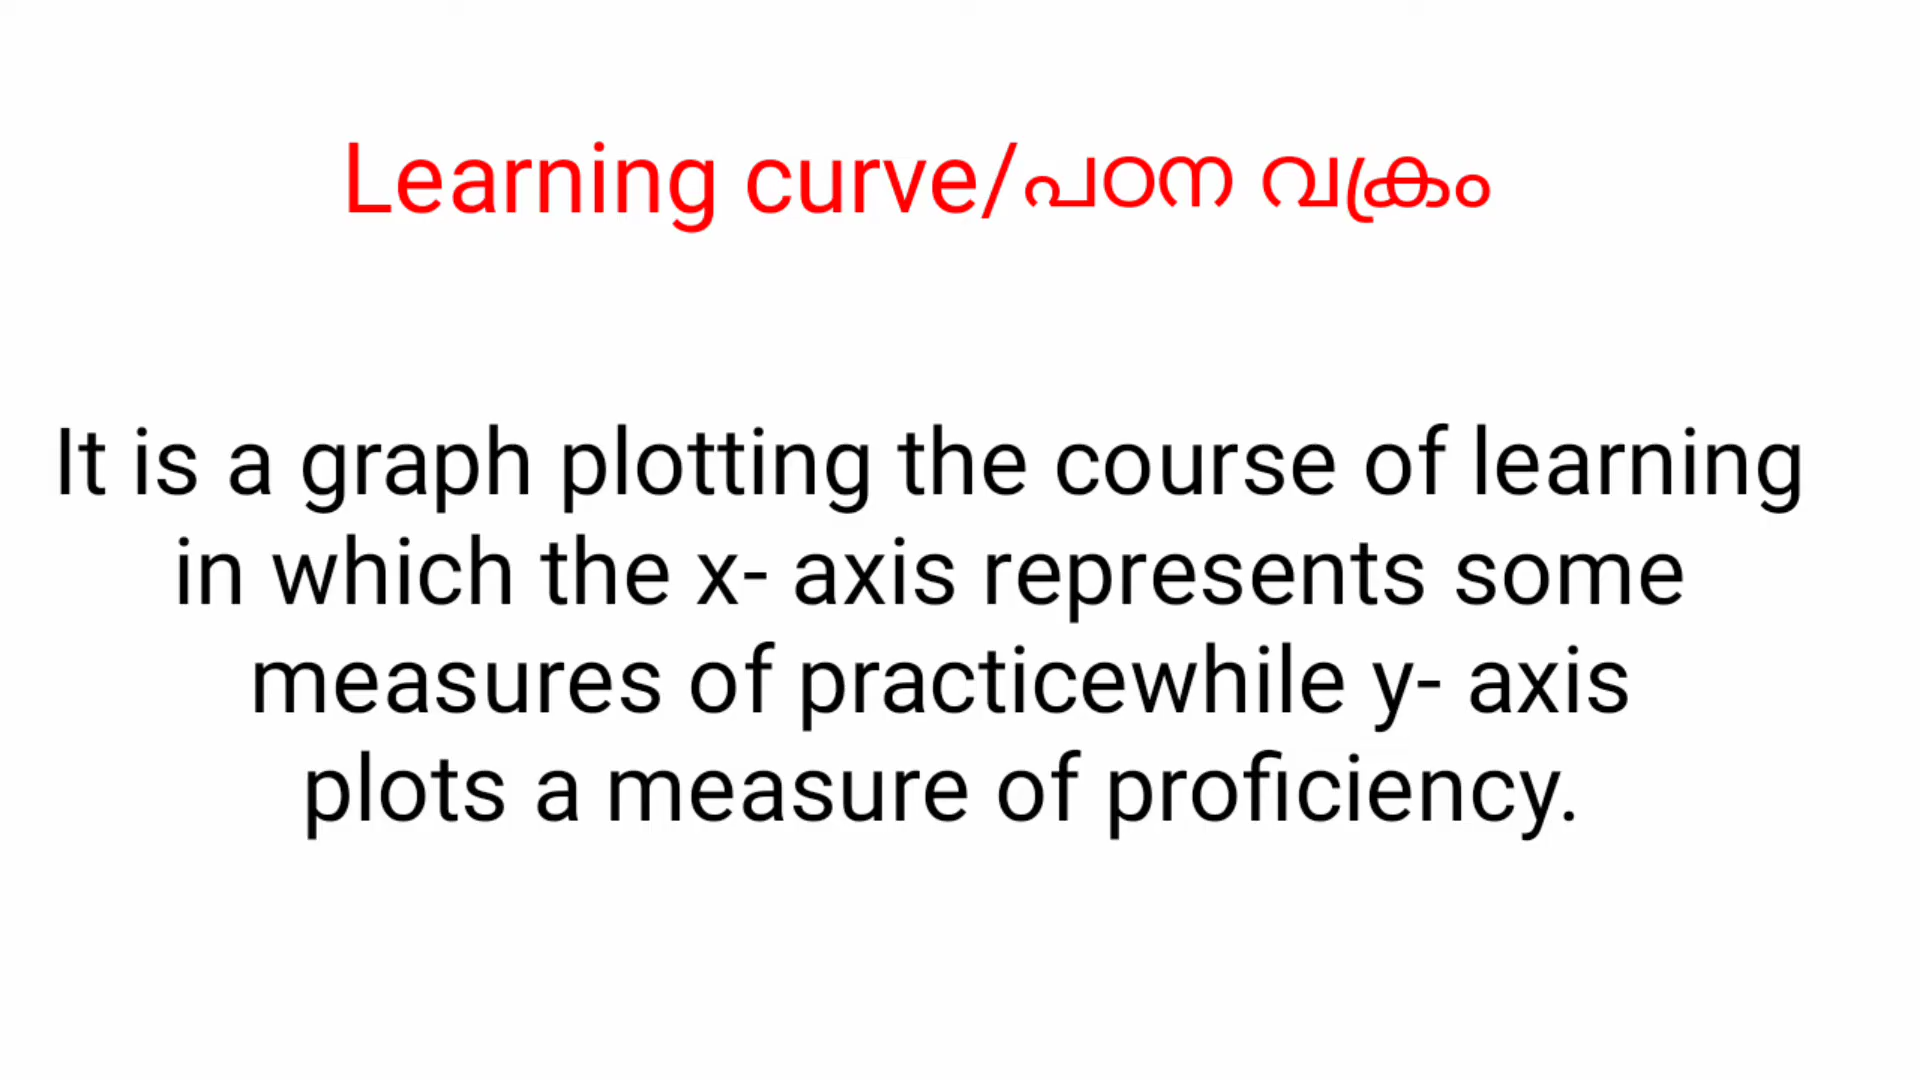 Learning curve/പഠന വക്രം
It is a graph plotting the course of learning
in which the x- axis represents some
measures of practicewhile y- axis
plots a measure of proficiency.